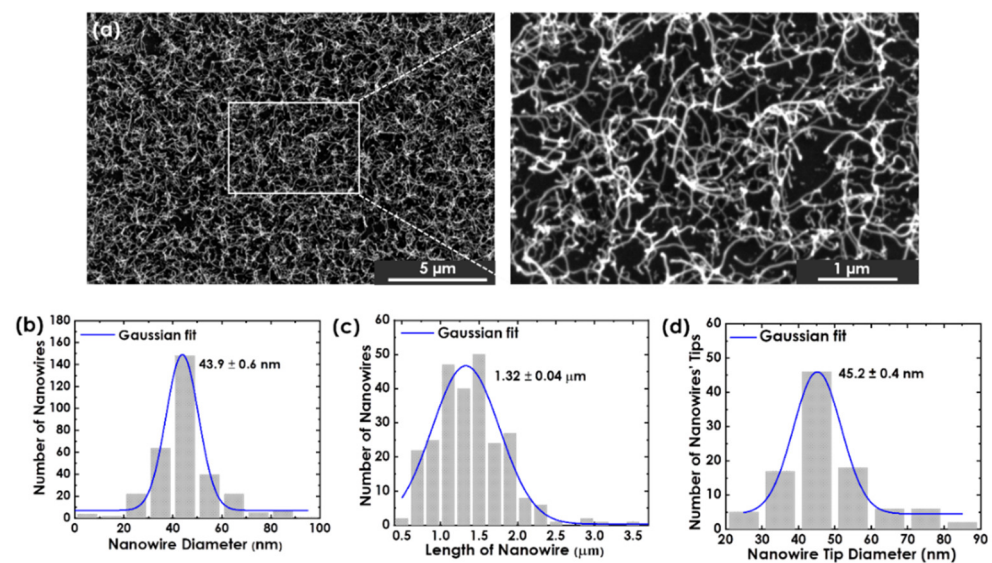 (a)
5 µm
1 µm
(b)
180
160
140
120
100
80
60
40
20
0
Number of Nanowires
Gaussian fit
43.9 ± 0.6 nm
0 20 40 60 80 100
Nanowire Diameter (nm)
(c)
60
50
40
30
20
10
0
Number of Nanowires
Gaussian fit
1.32 ± 0.04 µm
0.5 1.0 1.5 2.0 2.5 3.0 3.5
Length of Nanowire (µm)
(d)
60
50
40
30
20
10
0
Number of Nanowires' Tips
Gaussian fit
45.2 ± 0.4 nm
20 30 40 50 60 70 80 90
Nanowire Tip Diameter (nm)